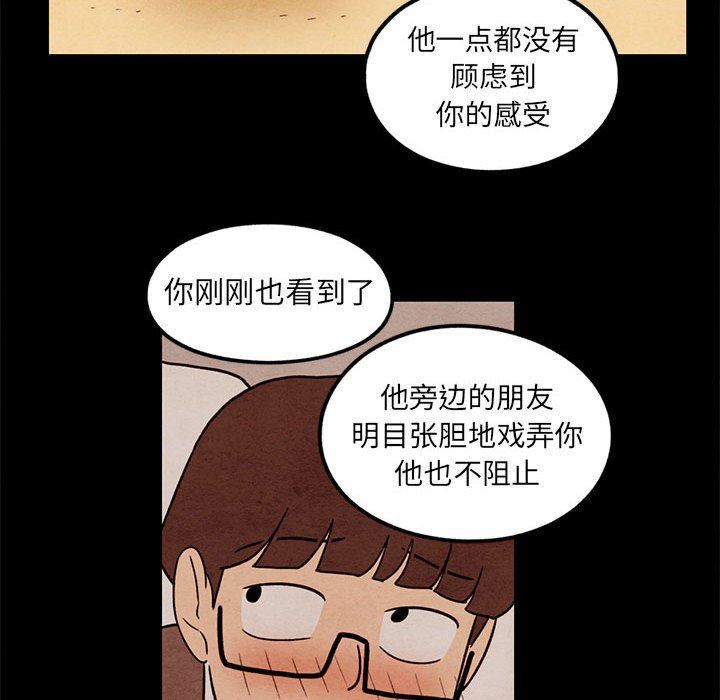 他一点都没有
顾虑到
你的感受
你刚刚也看到了
他旁边的朋友
明目张胆地戏弄你
他也不阻止